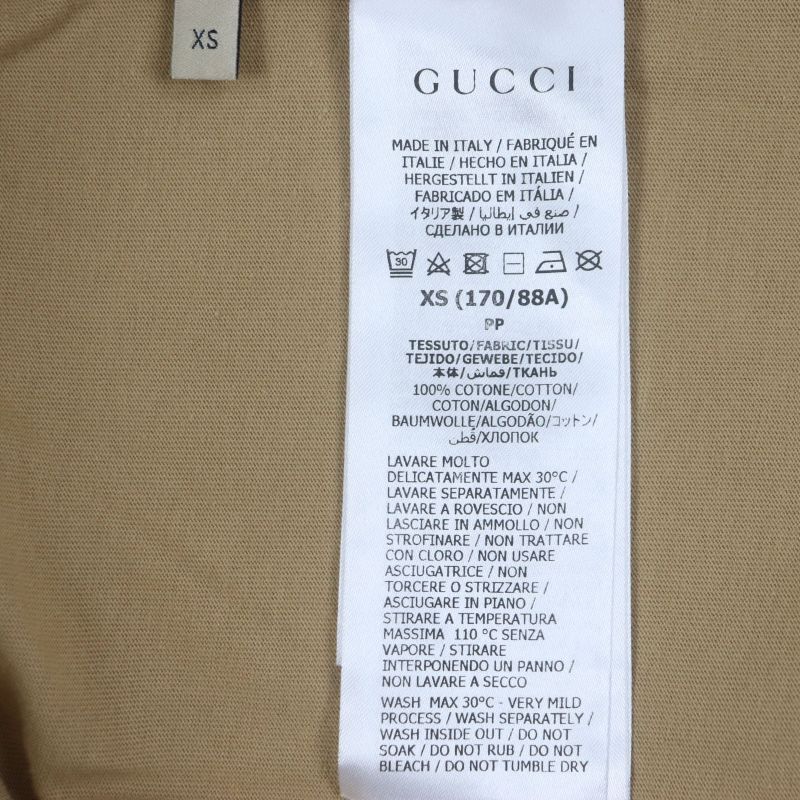 XS
GUCCI
MADE IN ITALY / FABRIQUÉ EN
ITALIE / HECHO EN ITALIA /
HERGESTELLT IN ITALIEN /
FABRICADO EM ITÁLIA /
イタリア製 / صنع في إيطاليا /
СДЕЛАНО В ИТАЛИИ
30
XS (170/88A)
PP
TESSUTO/FABRIC/TISSU/
TEJIDO/GEWEBE/TECIDO/
本体/قماش/ТКАНЬ
100% COTONE/COTTON/
COTON/ALGODON/
BAUMWOLLE/ALGODÃO/コットン/
قطن/ХЛОПОК
LAVARE MOLTO
DELICATAMENTE MAX 30°C /
LAVARE SEPARATAMENTE /
LAVARE A ROVESCIO / NON
LASCIARE IN AMMOLLO / NON
STROFINARE / NON TRATTARE
CON CLORO / NON USARE
ASCIUGATRICE / NON
TORCERE O STRIZZARE /
ASCIUGARE IN PIANO /
STIRARE A TEMPERATURA
MASSIMA 110 °C SENZA
VAPORE / STIRARE
INTERPONENDO UN PANNO /
NON LAVARE A SECCO
WASH MAX 30°C - VERY MILD
PROCESS / WASH SEPARATELY /
WASH INSIDE OUT / DO NOT
SOAK / DO NOT RUB / DO NOT
BLEACH / DO NOT TUMBLE DRY